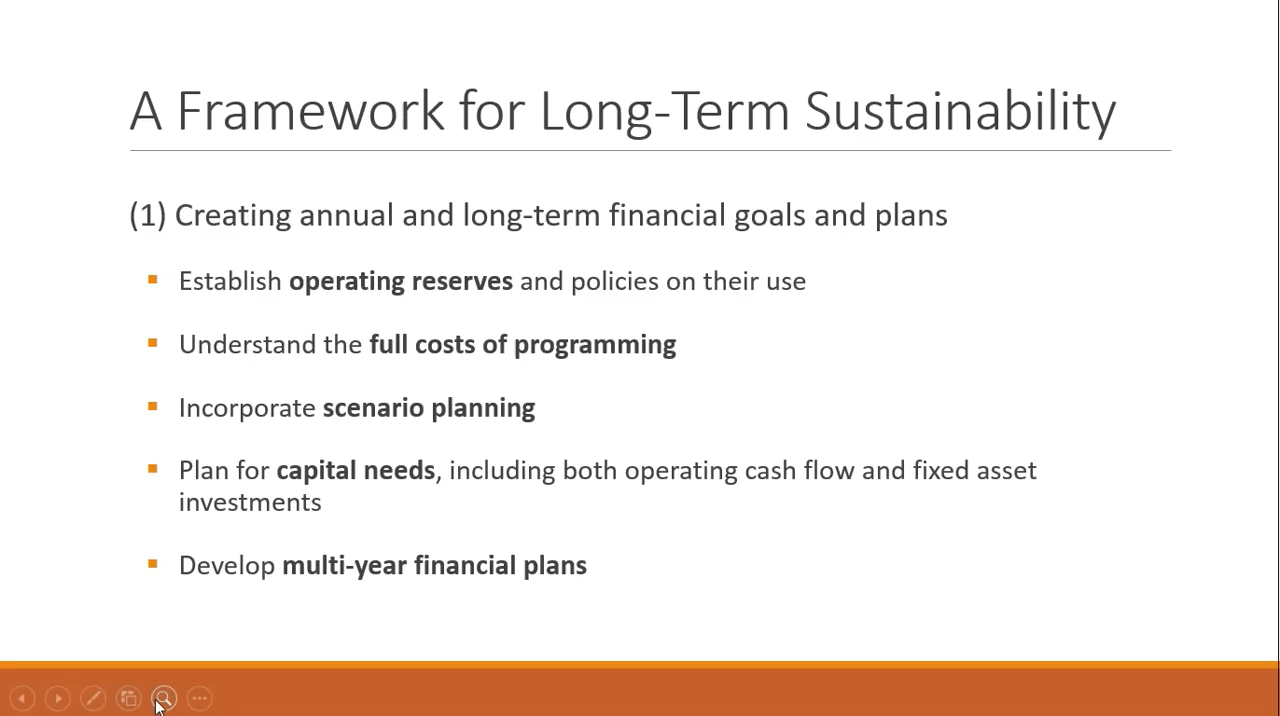 A Framework for Long-Term Sustainability
(1) Creating annual and long-term financial goals and plans
▪ Establish operating reserves and policies on their use
▪ Understand the full costs of programming
▪ Incorporate scenario planning
▪ Plan for capital needs, including both operating cash flow and fixed asset
investments
▪ Develop multi-year financial plans